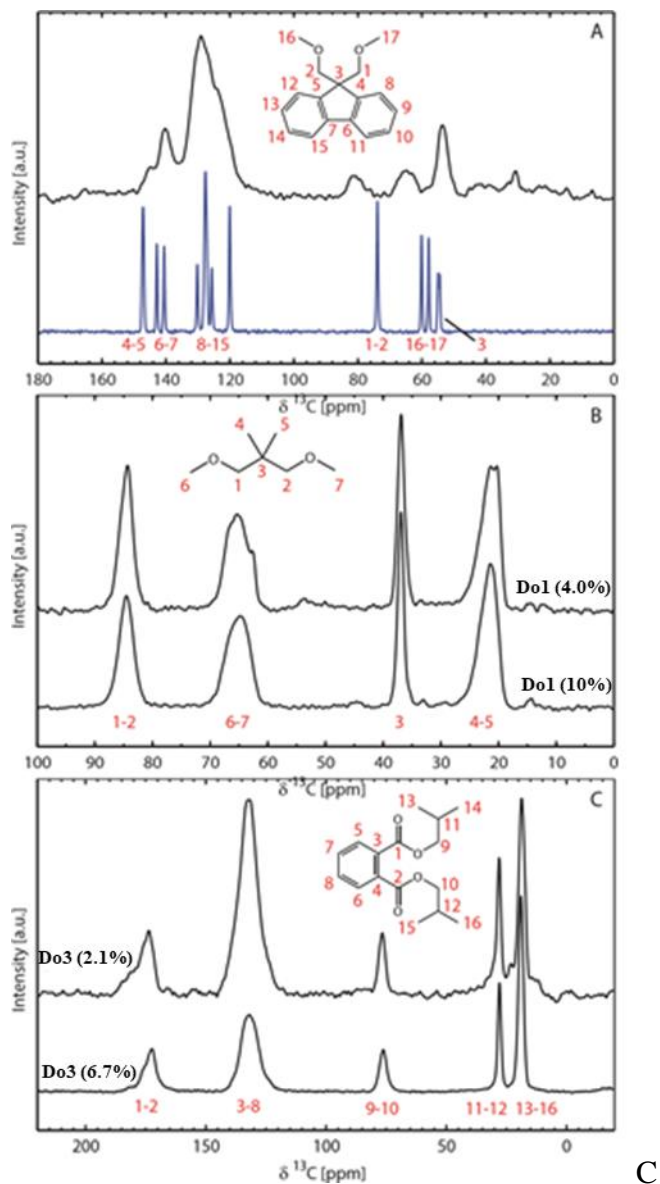 A
16
17
2
1
3
12
5
4
8
13
9
7
6
14
10
15
11
Intensity [a.u.]
4-5 6-7 8-15 1-2 16-17 3
180 160 140 120 100 80 60 40 20 0
δ ¹³C [ppm]
B
4
5
3
6
1
2
7
Intensity [a.u.]
Do1 (4.0%)
Do1 (10%)
1-2 6-7 3 4-5
100 90 80 70 60 50 40 30 20 10 0
δ ¹³C [ppm]
C
13
14
11
5
3
O
7
1
O
9
8
4
2
O
10
6
O
12
15
16
Intensity [a.u.]
Do3 (2.1%)
Do3 (6.7%)
1-2 3-8 9-10 11-12 13-16
200 150 100 50 0
δ ¹³C [ppm]
C